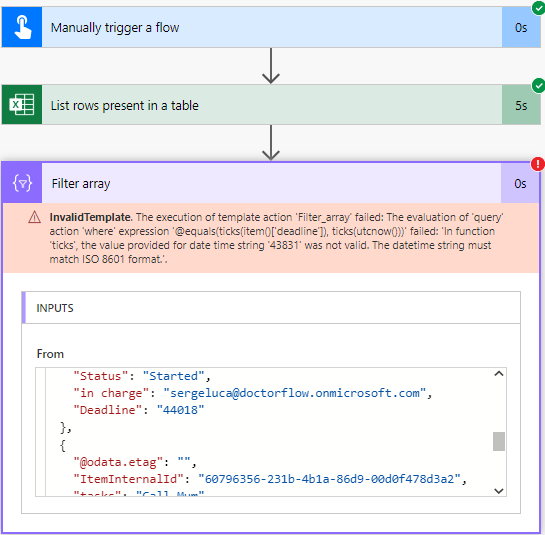 Manually trigger a flow
0s
List rows present in a table
5s
Filter array
0s
InvalidTemplate. The execution of template action 'Filter_array' failed: The evaluation of 'query'
action 'where' expression '@equals(ticks(item()['deadline']), ticks(utcnow()))' failed: 'In function
'ticks', the value provided for date time string '43831' was not valid. The datetime string must
match ISO 8601 format.'.
INPUTS
From
"Status": "Started",
"in charge": "sergeluca@doctorflow.onmicrosoft.com",
"Deadline": "44018"
},
{
"@odata.etag": "",
"ItemInternalId": "60796356-231b-4b1a-86d9-00d0f478d3a2",
"tasks": "Call Mum"